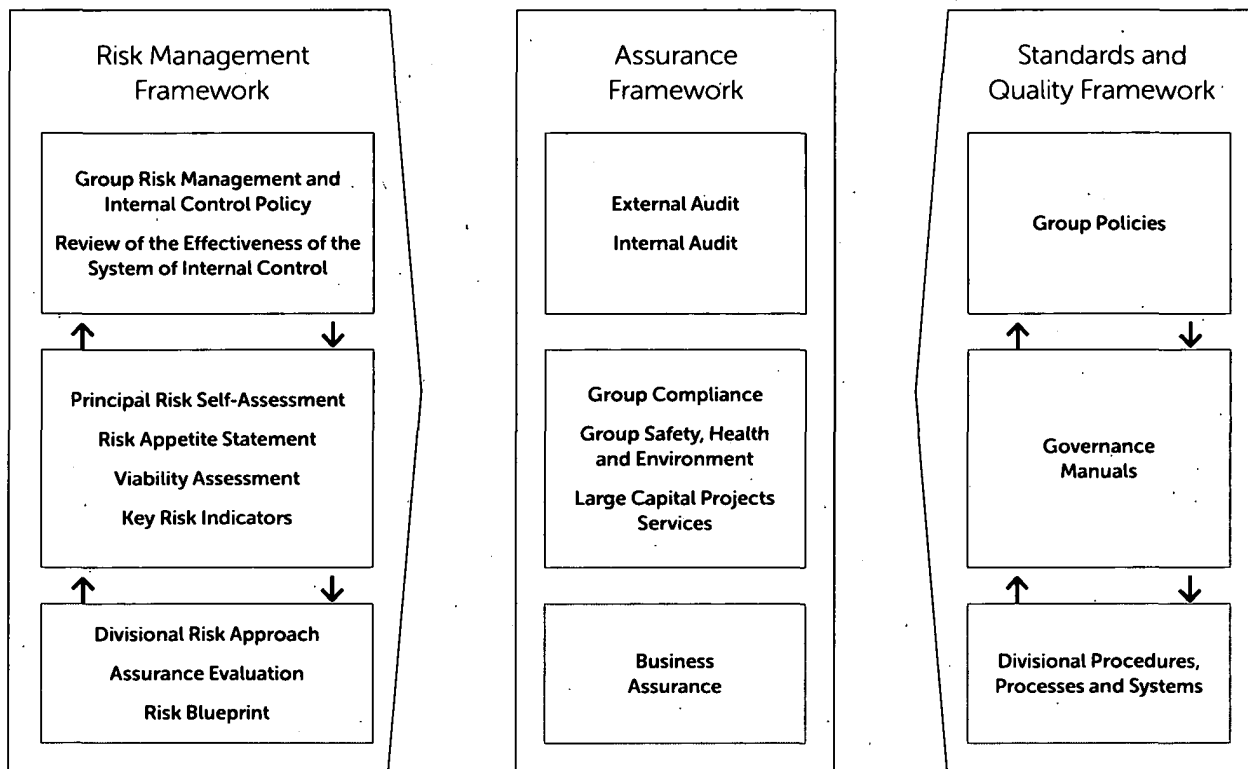 Risk Management
Framework
Group Risk Management and
Internal Control Policy
Review of the Effectiveness of the
System of Internal Control
Principal Risk Self-Assessment
Risk Appetite Statement
Viability Assessment
Key Risk Indicators
Divisional Risk Approach
Assurance Evaluation
Risk Blueprint
Assurance
Framework
External Audit
Internal Audit
Group Compliance
Group Safety, Health
and Environment
Large Capital Projects
Services
Business
Assurance
Standards and
Quality Framework
Group Policies
Governance
Manuals
Divisional Procedures,
Processes and Systems